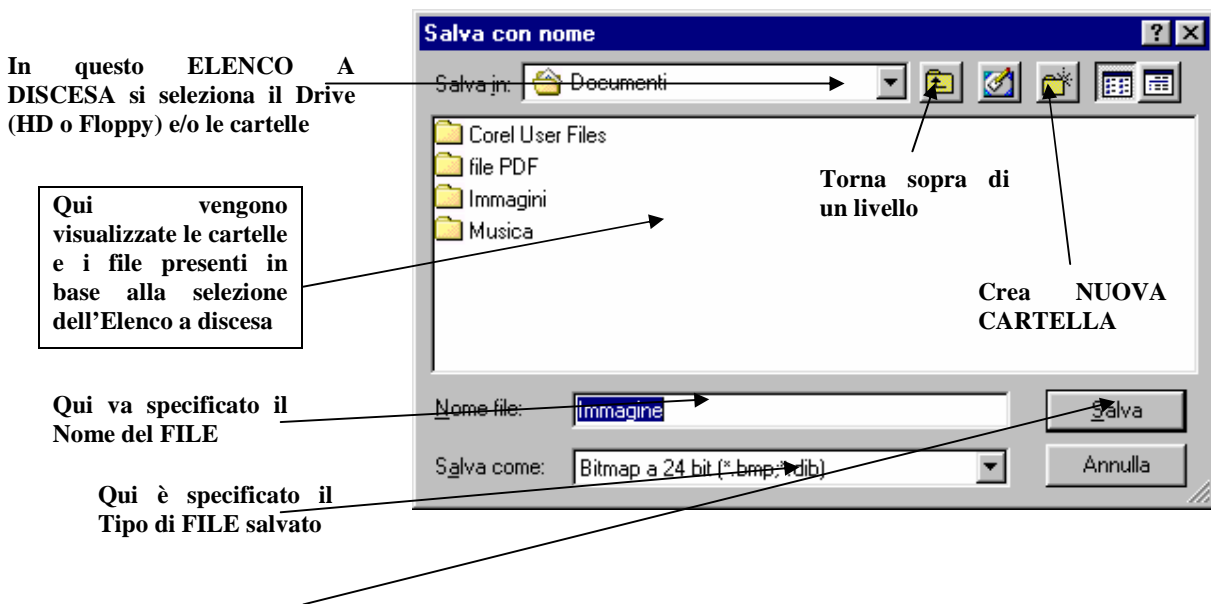 Salva con nome
In questo ELENCO A
DISCESA si seleziona il Drive
(HD o Floppy) e/o le cartelle
Salva in: Documenti
Corel User Files
file PDF
Immagini
Musica
Torna sopra di
un livello
Qui vengono
visualizzate le cartelle
e i file presenti in
base alla selezione
dell'Elenco a discesa
Crea NUOVA
CARTELLA
Qui va specificato il
Nome del FILE
Nome file: Immagine
Salva
Salva come: Bitmap a 24 bit (*.bmp;*.dib)
Annulla
Qui è specificato il
Tipo di FILE salvato